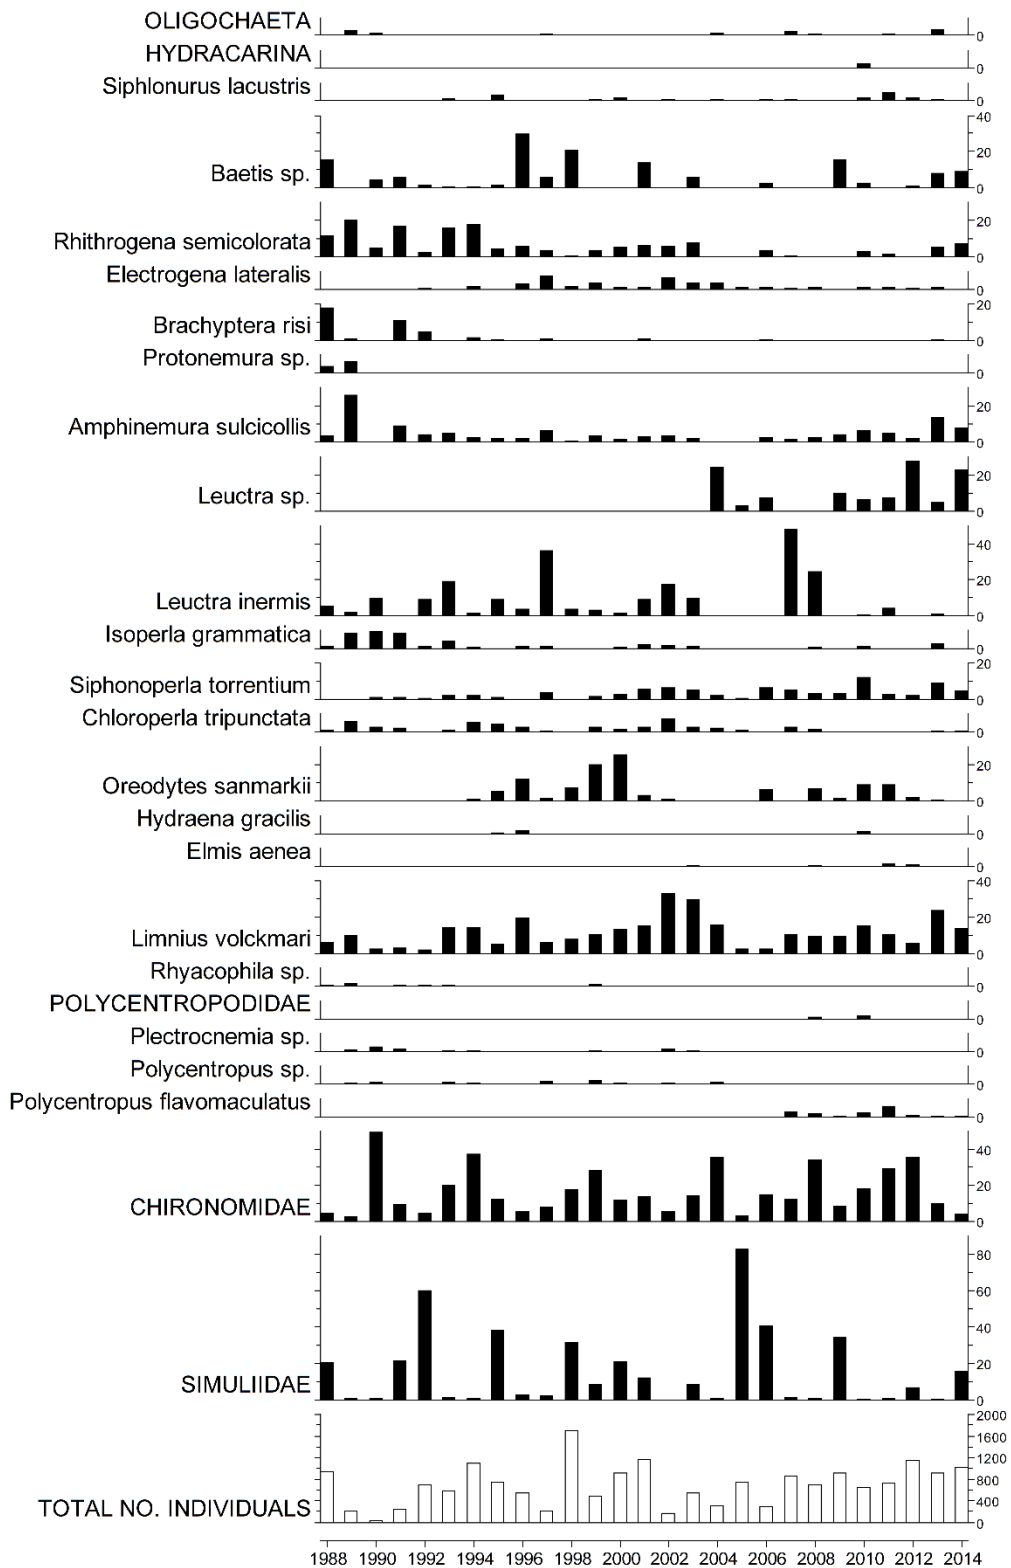 OLIGOCHAETA
0
HYDRACARINA
0
Siphlonurus lacustris
0
40
20
Baetis sp.
0
20
Rhithrogena semicolorata
0
Electrogena lateralis
0
20
Brachyptera risi
0
Protonemura sp.
0
20
Amphinemura sulcicollis
0
20
Leuctra sp.
0
40
20
Leuctra inermis
0
Isoperla grammatica
0
20
Siphonoperla torrentium
0
Chloroperla tripunctata
0
20
Oreodytes sanmarkii
0
Hydraena gracilis
0
Elmis aenea
0
40
20
Limnius volckmari
0
Rhyacophila sp.
0
POLYCENTROPODIDAE
0
Plectrocnemia sp.
0
Polycentropus sp.
0
Polycentropus flavomaculatus
0
40
20
CHIRONOMIDAE
0
80
60
40
20
SIMULIIDAE
0
2000
1600
1200
800
400
TOTAL NO. INDIVIDUALS
0
1988 1990 1992 1994 1996 1998 2000 2002 2004 2006 2008 2010 2012 2014